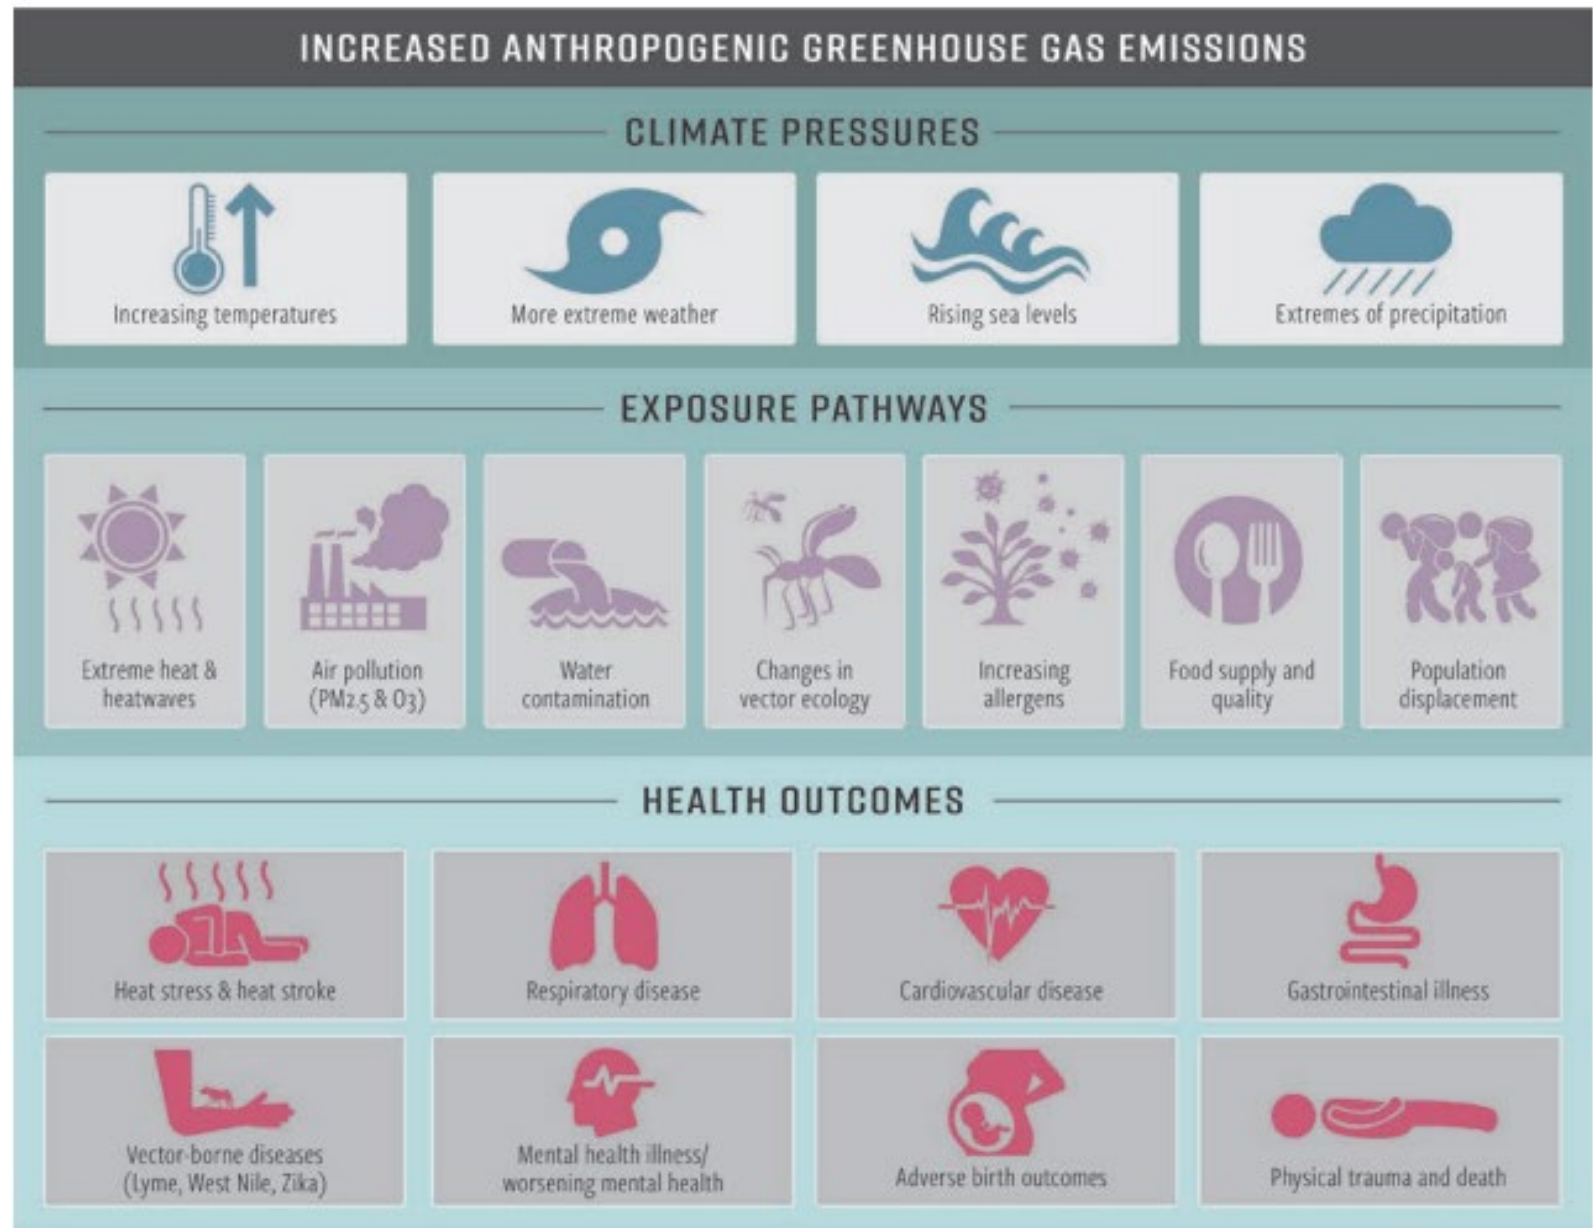 INCREASED ANTHROPOGENIC GREENHOUSE GAS EMISSIONS
CLIMATE PRESSURES
Increasing temperatures
More extreme weather
Rising sea levels
Extremes of precipitation
EXPOSURE PATHWAYS
Extreme heat &
heatwaves
Air pollution
(PM2.5 & O3)
Water
contamination
Changes in
vector ecology
Increasing
allergens
Food supply and
quality
Population
displacement
HEALTH OUTCOMES
Heat stress & heat stroke
Respiratory disease
Cardiovascular disease
Gastrointestinal illness
Vector-borne diseases
(Lyme, West Nile, Zika)
Mental health illness/
worsening mental health
Adverse birth outcomes
Physical trauma and death